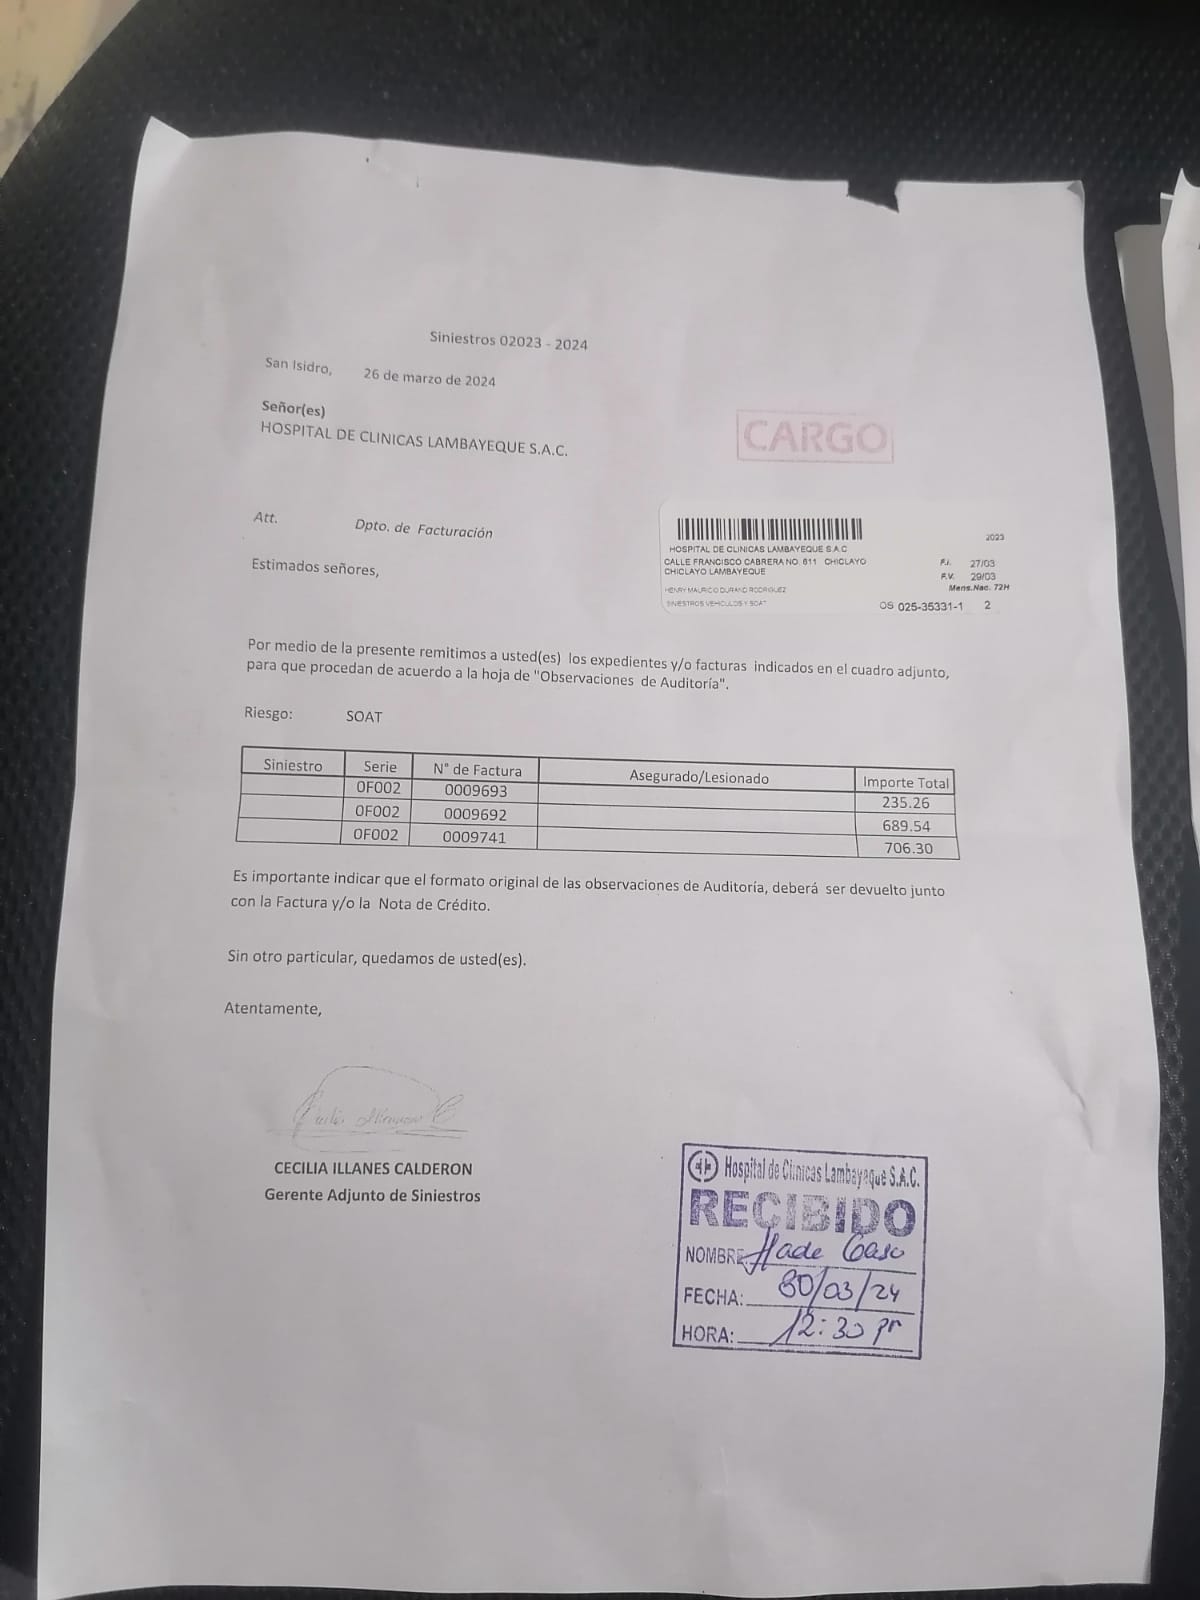 Siniestros 02023 - 2024
San Isidro, 26 de marzo de 2024
Señor(es)
HOSPITAL DE CLINICAS LAMBAYEQUE S.A.C.
CARGO
Att. Dpto. de Facturación
Estimados señores,
HOSPITAL DE CLINICAS LAMBAYEQUE S.A.C
CALLE FRANCISCO CABRERA NO. 611 CHICLAYO
CHICLAYO LAMBAYEQUE
HENRY MAURICIO DURAND RODRIGUEZ
SINIESTROS VEHICULOS Y SOAT
2023
F.I. 27/03
F.V. 29/03
Mens.Nac. 72H
OS 025-35331-1 2
Por medio de la presente remitimos a usted(es) los expedientes y/o facturas indicados en el cuadro adjunto,
para que procedan de acuerdo a la hoja de "Observaciones de Auditoría".
Riesgo: SOAT
Siniestro Serie N° de Factura Asegurado/Lesionado Importe Total
0F002 0009693 235.26
0F002 0009692 689.54
0F002 0009741 706.30
Es importante indicar que el formato original de las observaciones de Auditoría, deberá ser devuelto junto
con la Factura y/o la Nota de Crédito.
Sin otro particular, quedamos de usted(es).
Atentamente,
CECILIA ILLANES CALDERON
Gerente Adjunto de Siniestros
Hospital de Clinicas Lambayeque S.A.C.
RECIBIDO
NOMBRE:
FECHA: 30/03/24
HORA: 12:30 pm